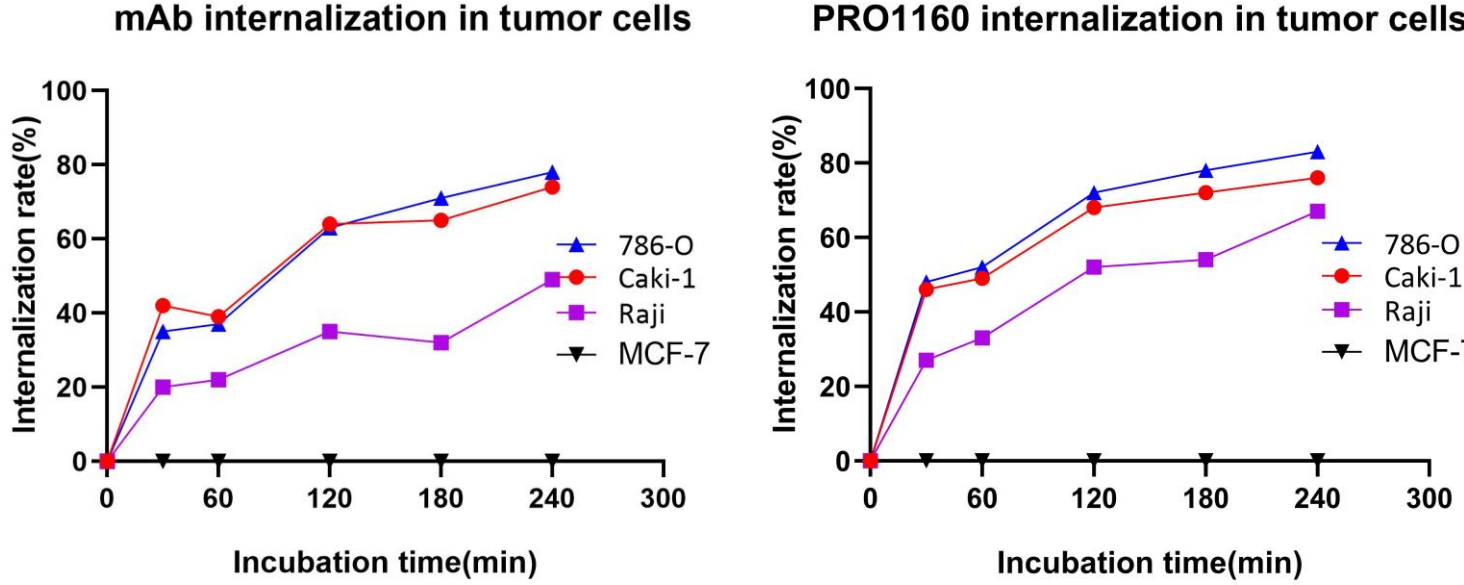 mAb internalization in tumor cells
Internalization rate(%)
100
80
60
40
20
0
0 60 120 180 240 300
Incubation time(min)
786-O
Caki-1
Raji
MCF-7
PRO1160 internalization in tumor cells
Internalization rate(%)
100
80
60
40
20
0
0 60 120 180 240 300
Incubation time(min)
786-O
Caki-1
Raji
MCF-7